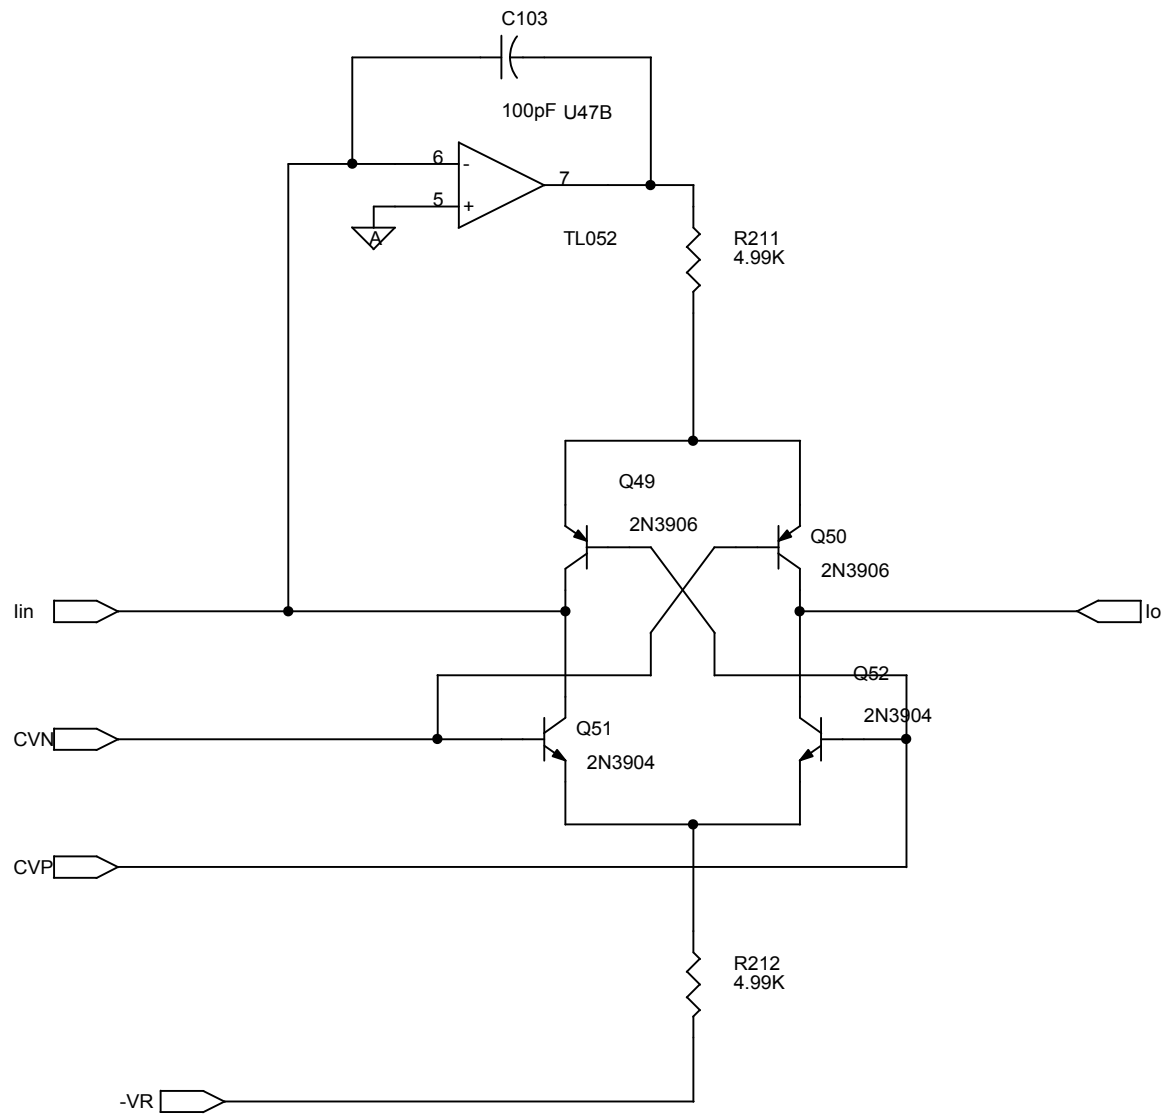 C103
100pF
U47B
6
-
7
5
+
A
TL052
R211
4.99K
Q49
2N3906
Q50
2N3906
Iin
Io
Q52
2N3904
CVN
Q51
2N3904
CVP
R212
4.99K
-VR